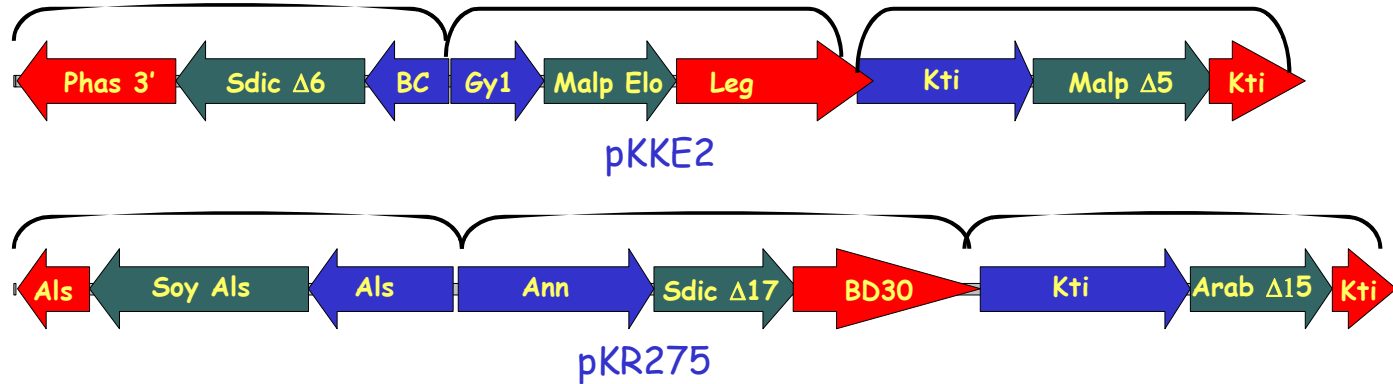 Phas 3' Sdic Δ6 BC Gy1 Malp Elo Leg Kti Malp Δ5 Kti
pKKE2
Als Soy Als Als Ann Sdic Δ17 BD30 Kti Arab Δ15 Kti
pKR275